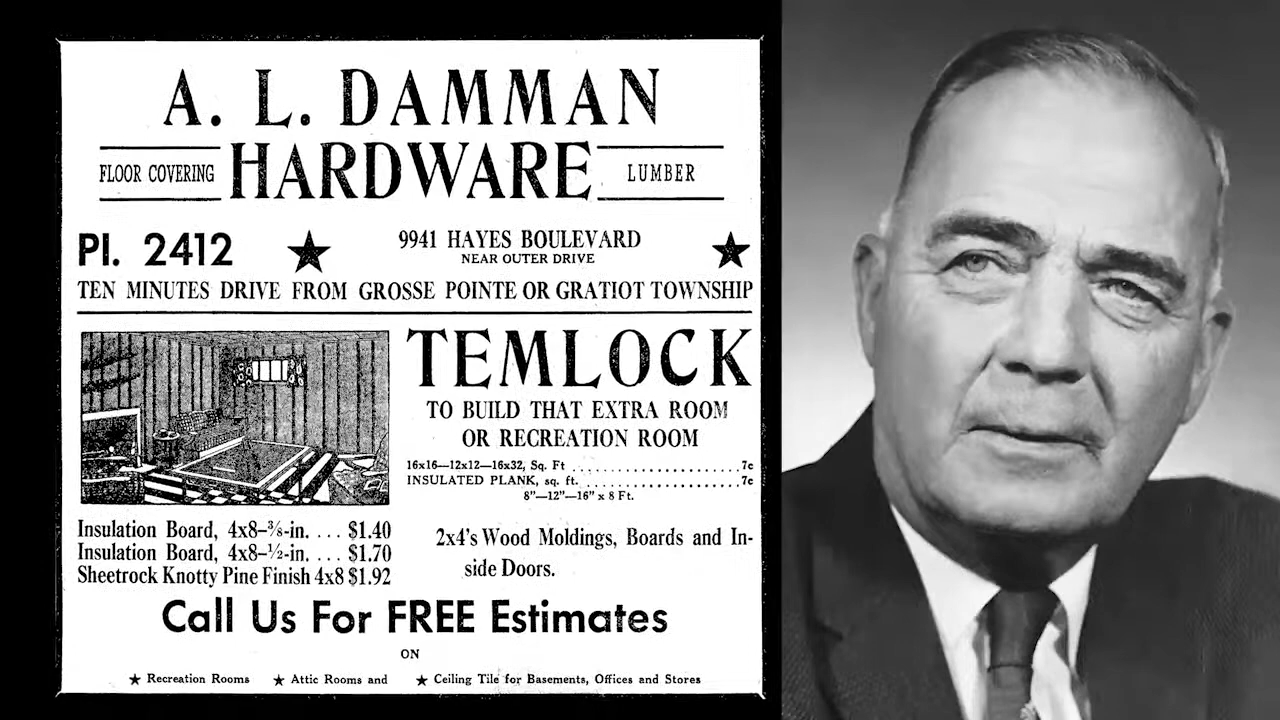 A. L. DAMMAN
FLOOR COVERING HARDWARE LUMBER
Pl. 2412 ★ 9941 HAYES BOULEVARD ★
NEAR OUTER DRIVE
TEN MINUTES DRIVE FROM GROSSE POINTE OR GRATIOT TOWNSHIP
TEMLOCK
TO BUILD THAT EXTRA ROOM
OR RECREATION ROOM
16x16—12x12—16x32, Sq. Ft ........................7c
INSULATED PLANK, sq. ft. ........................7c
8"—12"—16" x 8 Ft.
Insulation Board, 4x8-⅜-in. .... $1.40
Insulation Board, 4x8-½-in. .... $1.70
Sheetrock Knotty Pine Finish 4x8 $1.92
2x4's Wood Moldings, Boards and In-
side Doors.
Call Us For FREE Estimates
ON
★ Recreation Rooms ★ Attic Rooms and ★ Ceiling Tile for Basements, Offices and Stores